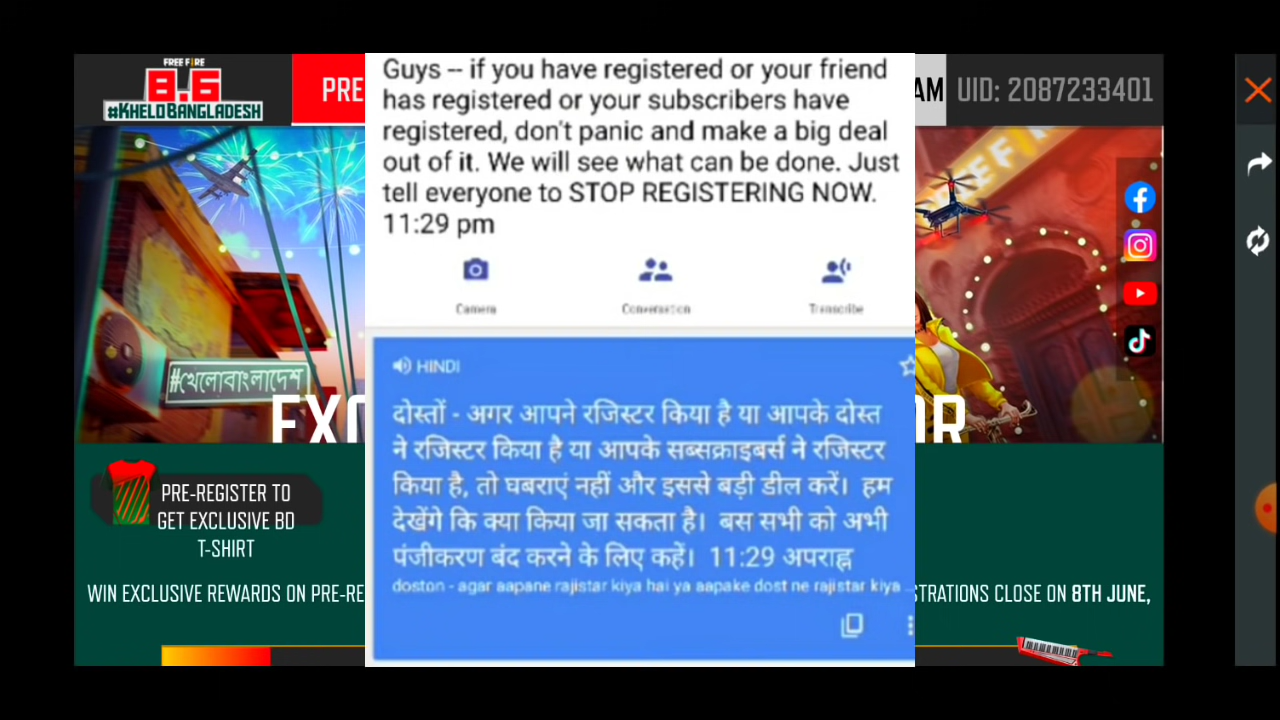 FREE FIRE
8.6
#KHELOBANGLADESH
PRE
AM
UID: 2087233401
Guys -- if you have registered or your friend
has registered or your subscribers have
registered, don't panic and make a big deal
out of it. We will see what can be done. Just
tell everyone to STOP REGISTERING NOW.
11:29 pm
Camera
Conversation
Transcribe
HINDI
दोस्तों - अगर आपने रजिस्टर किया है या आपके दोस्त
ने रजिस्टर किया है या आपके सब्सक्राइबर्स ने रजिस्टर
किया है, तो घबराएं नहीं और इससे बड़ी डील करें। हम
देखेंगे कि क्या किया जा सकता है। बस सभी को अभी
पंजीकरण बंद करने के लिए कहें। 11:29 अपराह्न
doston - agar aapane rajistar kiya hai ya aapake dost ne rajistar kiya ..
#খেলোবাংলাদেশ
PRE-REGISTER TO
GET EXCLUSIVE BD
T-SHIRT
WIN EXCLUSIVE REWARDS ON PRE-RE
STRATIONS CLOSE ON 8TH JUNE,